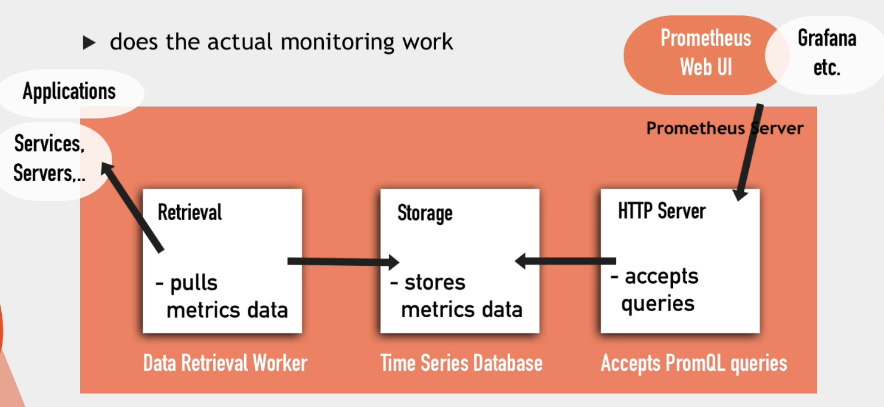 ▶ does the actual monitoring work
Prometheus
Web UI
Grafana
etc.
Applications
Services,
Servers,..
Prometheus Server
Retrieval
- pulls
metrics data
Storage
- stores
metrics data
HTTP Server
- accepts
queries
Data Retrieval Worker
Time Series Database
Accepts PromQL queries